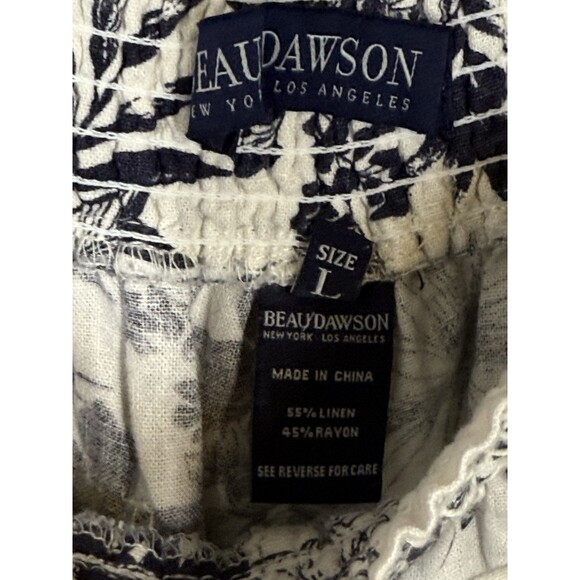 BEAU DAWSON
NEW YORK LOS ANGELES
SIZE
L
BEAU/DAWSON
NEW YORK LOS ANGELES
MADE IN CHINA
55% LINEN
45% RAYON
SEE REVERSE FOR CARE